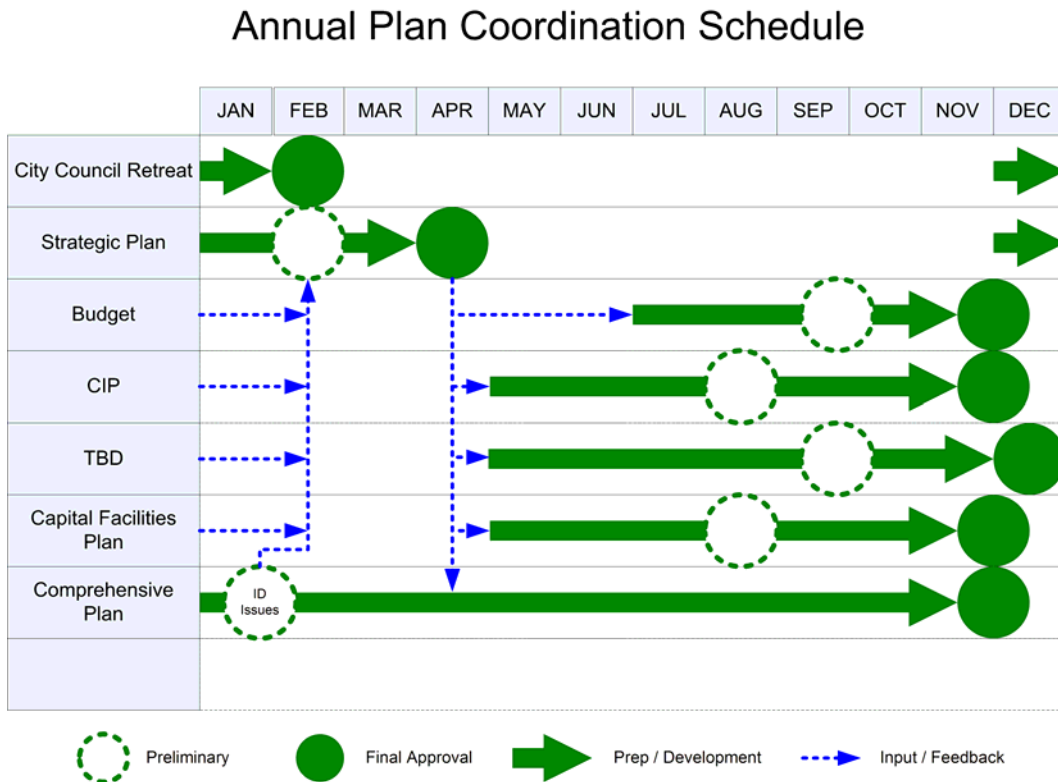 Annual Plan Coordination Schedule
JAN FEB MAR APR MAY JUN JUL AUG SEP OCT NOV DEC
City Council Retreat
Strategic Plan
Budget
CIP
TBD
Capital Facilities
Plan
Comprehensive
Plan
ID
Issues
Preliminary Final Approval Prep / Development Input / Feedback